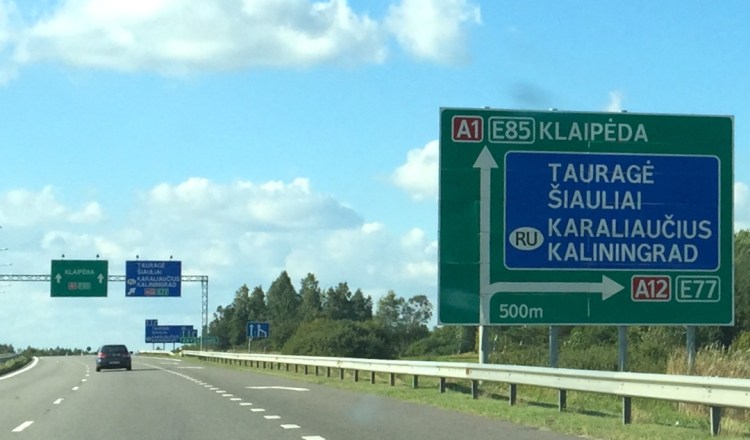 A1 E85 KLAIPĖDA
TAURAGĖ
ŠIAULIAI
KARALIAUČIUS
RU
KALININGRAD
A12 E77
500m
KLAIPĖDA
TAURAGĖ
ŠIAULIAI
KARALIAUČIUS
KALININGRAD